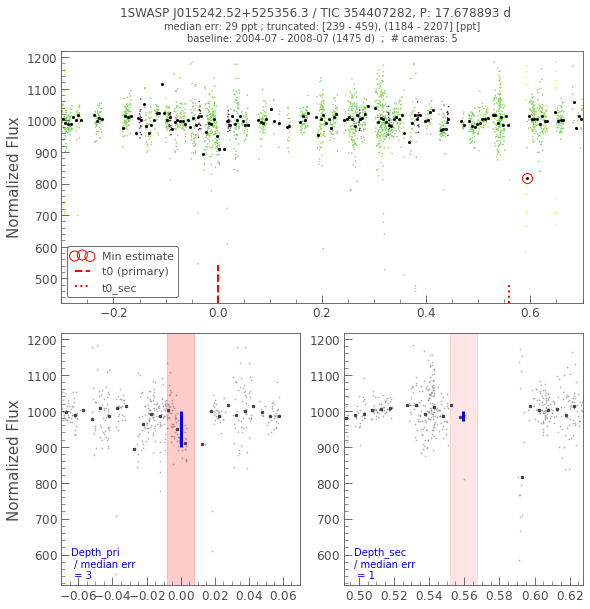 1SWASP J015242.52+525356.3 / TIC 354407282, P: 17.678893 d
median err: 29 ppt ; truncated: [239 - 459), (1184 - 2207] [ppt]
baseline: 2004-07 - 2008-07 (1475 d)  ;  # cameras: 5
Normalized Flux
1200
1100
1000
900
800
700
600
500
Min estimate
t0 (primary)
t0_sec
−0.2 0.0 0.2 0.4 0.6
Normalized Flux
1200
1100
1000
900
800
700
600
Depth_pri
/ median err
= 3
−0.06 −0.04 −0.02 0.00 0.02 0.04 0.06
1200
1100
1000
900
800
700
600
Depth_sec
/ median err
= 1
0.50 0.52 0.54 0.56 0.58 0.60 0.62